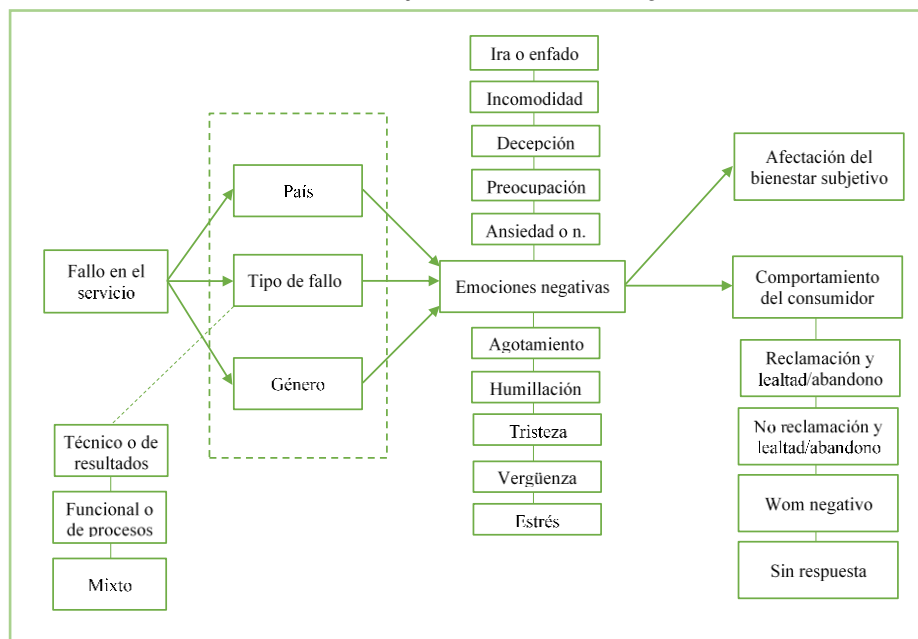 Fallo en el
servicio
País
Tipo de fallo
Género
Técnico o de
resultados
Funcional o
de procesos
Mixto
Ira o enfado
Incomodidad
Decepción
Preocupación
Ansiedad o n.
Emociones negativas
Agotamiento
Humillación
Tristeza
Vergüenza
Estrés
Afectación del
bienestar subjetivo
Comportamiento
del consumidor
Reclamación y
lealtad/abandono
No reclamación y
lealtad/abandono
Wom negativo
Sin respuesta